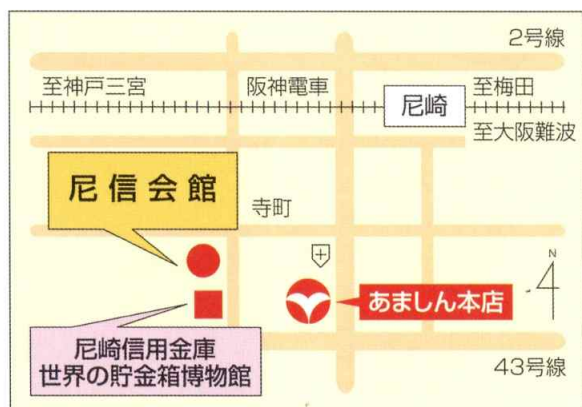 2号線
至神戸三宮
阪神電車
尼崎
至梅田
至大阪難波
尼信会館
寺町
N
あましん本店
尼崎信用金庫
世界の貯金箱博物館
43号線